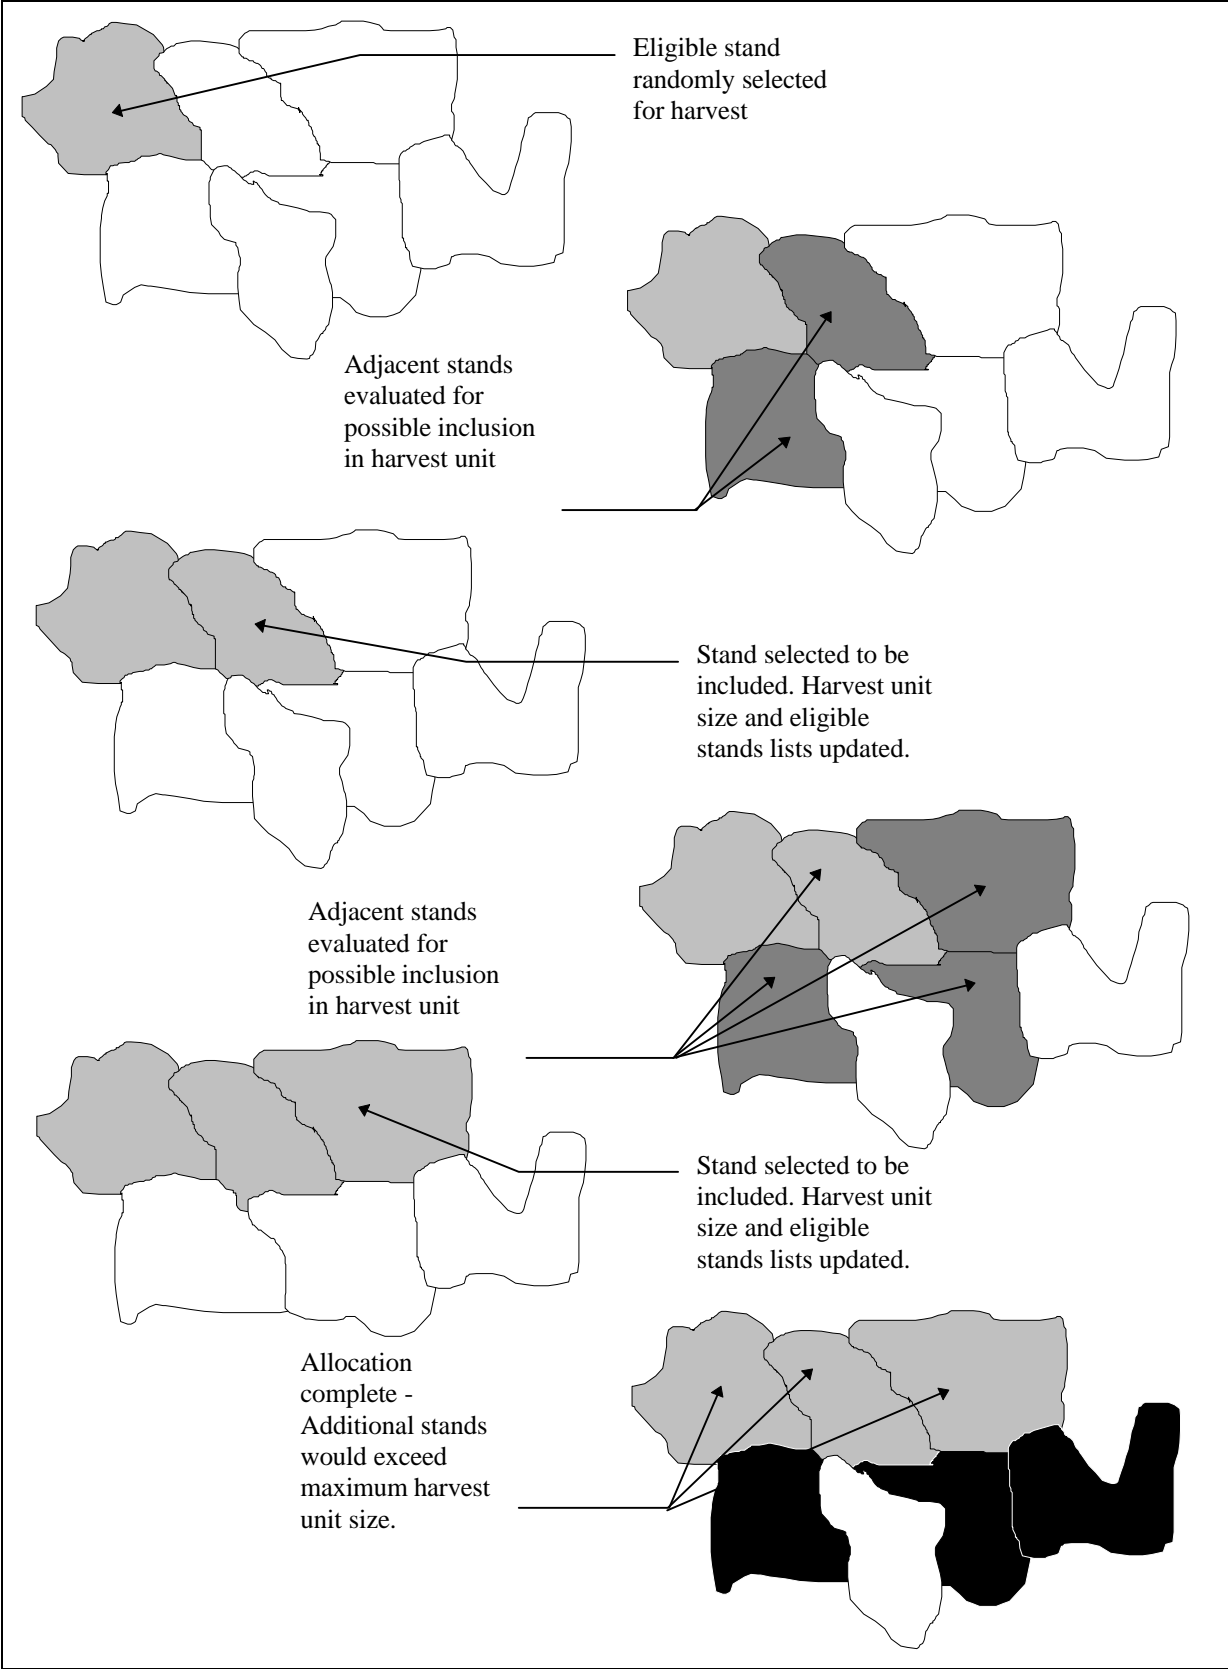 Eligible stand
randomly selected
for harvest
Adjacent stands
evaluated for
possible inclusion
in harvest unit
Stand selected to be
included. Harvest unit
size and eligible
stands lists updated.
Adjacent stands
evaluated for
possible inclusion
in harvest unit
Stand selected to be
included. Harvest unit
size and eligible
stands lists updated.
Allocation
complete -
Additional stands
would exceed
maximum harvest
unit size.